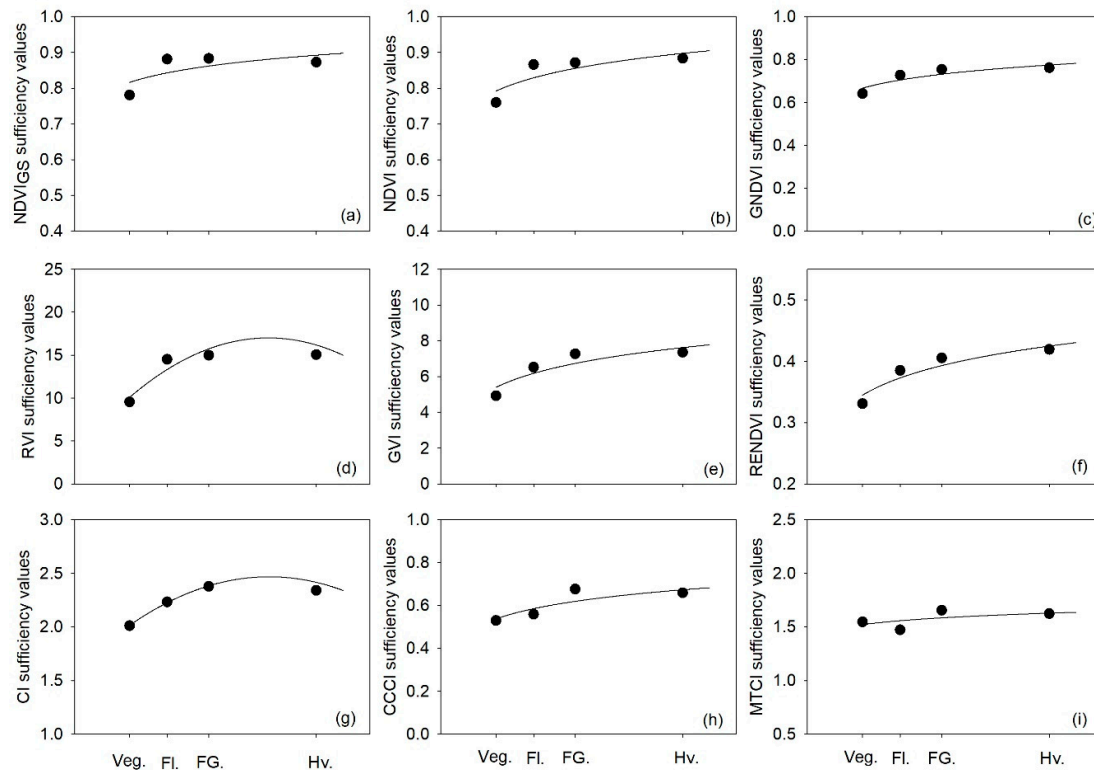 NDVIGS sufficiency values
1.0
0.9
0.8
0.7
0.6
0.5
0.4
(a)
NDVI sufficiency values
1.0
0.9
0.8
0.7
0.6
0.5
0.4
(b)
GNDVI sufficiency values
1.0
0.8
0.6
0.4
0.2
0.0
(c)
RVI sufficiency values
25
20
15
10
5
0
(d)
GVI sufficiecncy values
12
10
8
6
4
2
0
(e)
RENDVI sufficiency values
0.5
0.4
0.3
0.2
(f)
CI sufficiency values
3.0
2.5
2.0
1.5
1.0
(g)
Veg. Fl. FG. Hv.
CCCI sufficiency values
1.0
0.8
0.6
0.4
0.2
0.0
(h)
Veg. Fl. FG. Hv.
MTCI sufficiency values
2.5
2.0
1.5
1.0
0.5
(i)
Veg. Fl. FG. Hv.